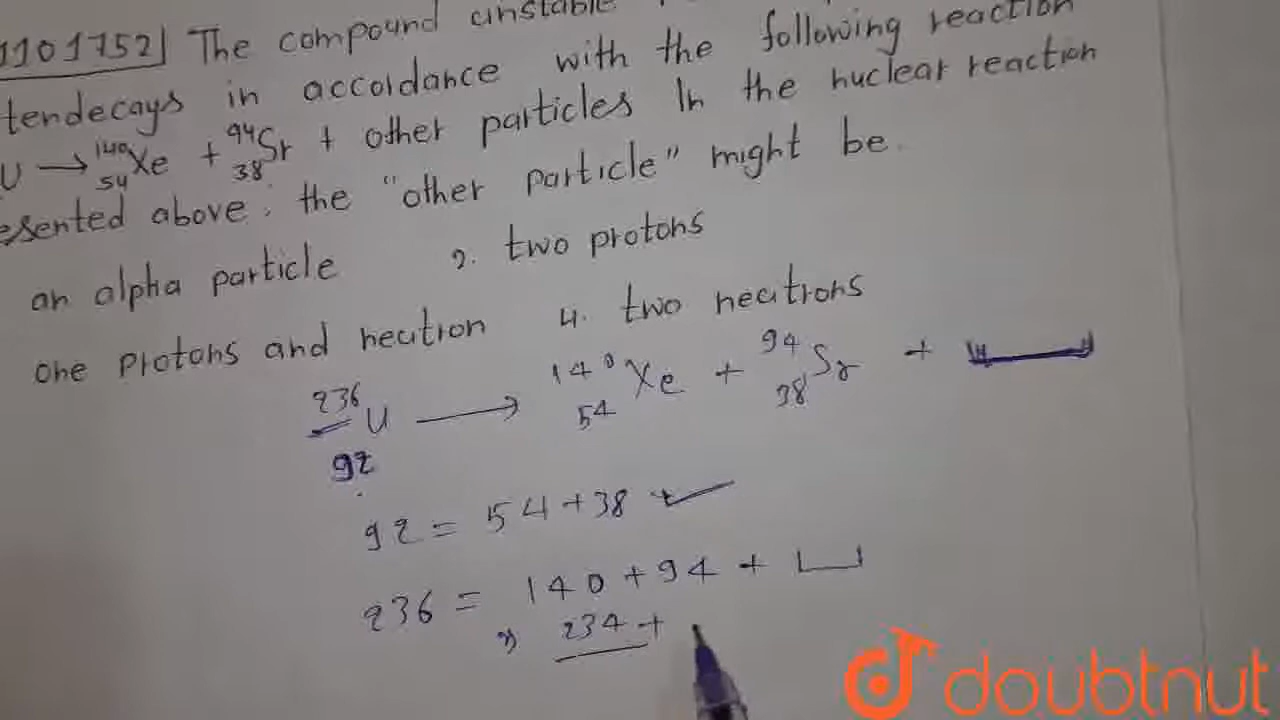 1101752] The compound unstable
tendecays in accordance with the following reaction
U → ¹⁴⁰₅₄Xe + ⁹⁴₃₈Sr + other particles In the nuclear reaction
esented above, the "other particle" might be.
an alpha particle 2. two protons
one protons and neutron 4. two neutrons
²³⁶₉₂U → ¹⁴⁰₅₄Xe + ⁹⁴₃₈Sr +
92 = 54+38 ✓
236 = 140+94 +
234 +
doubtnut